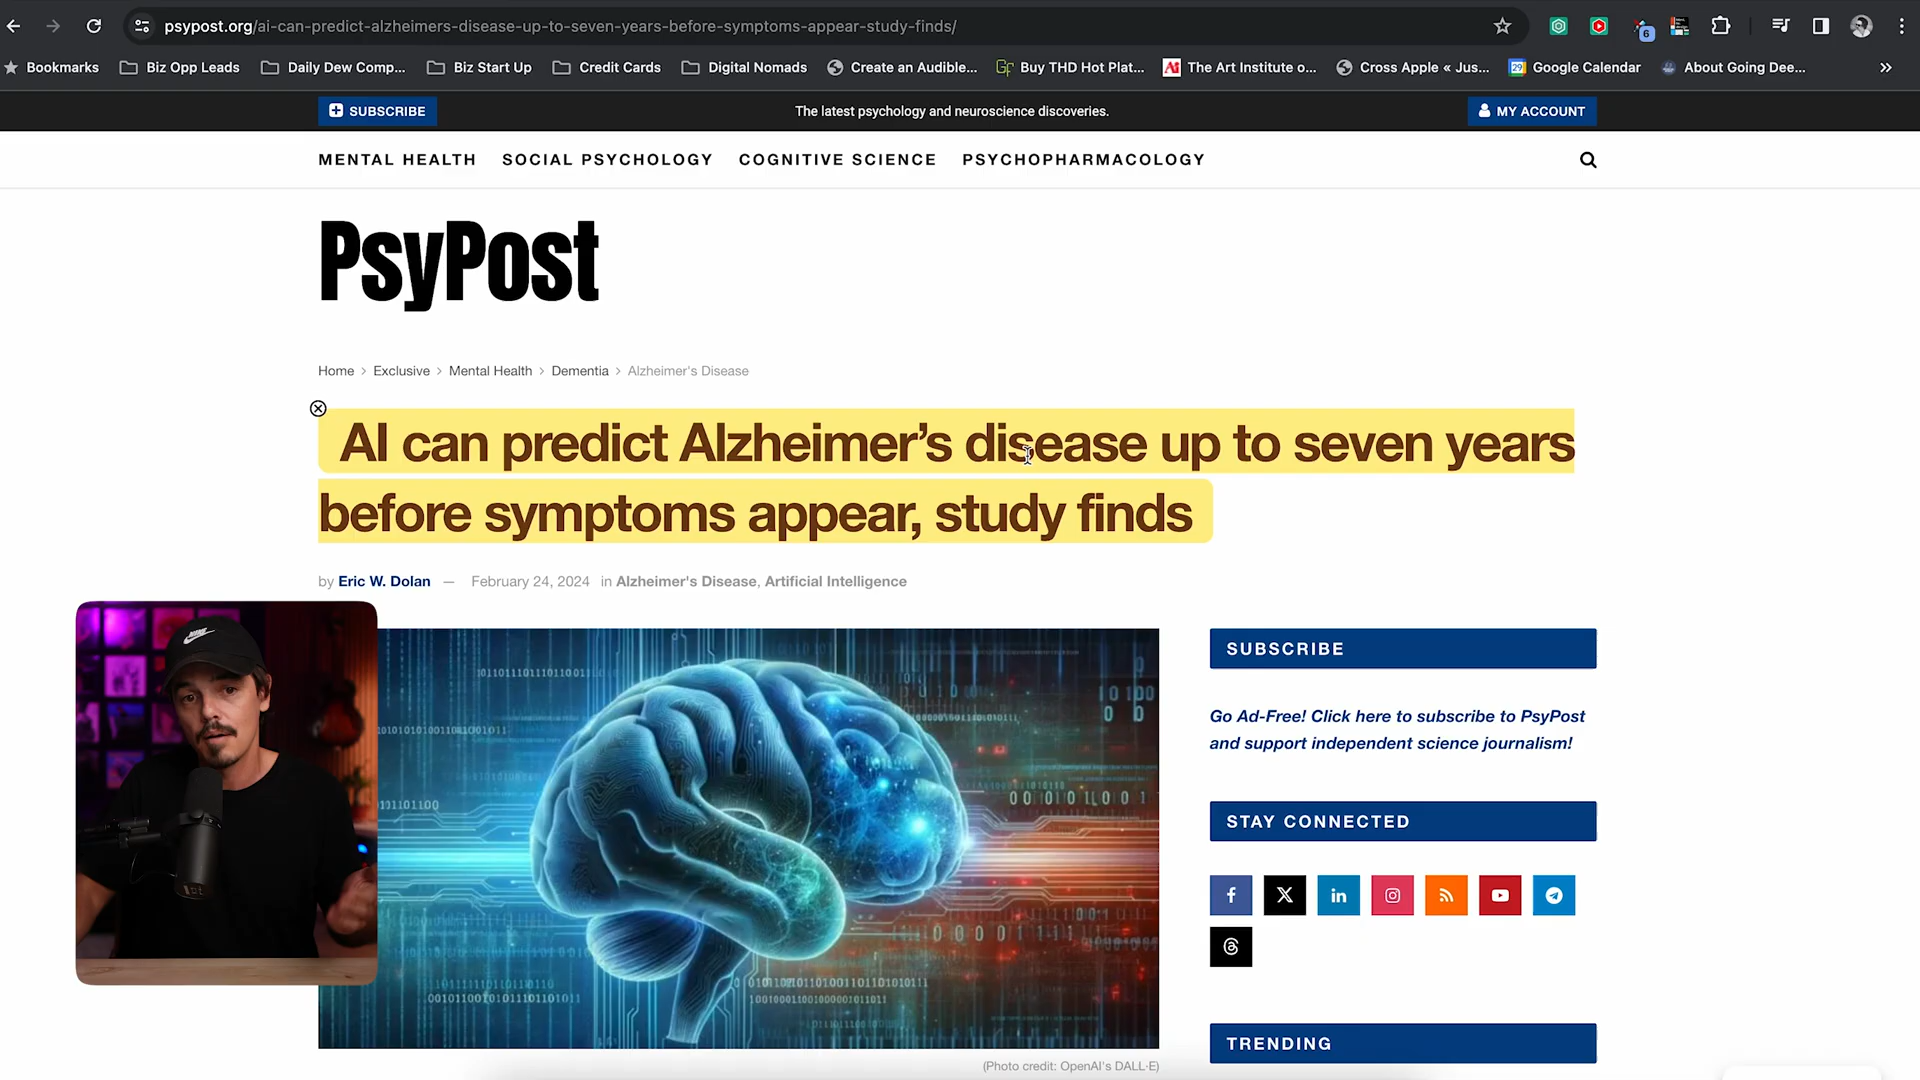 psypost.org/ai-can-predict-alzheimers-disease-up-to-seven-years-before-symptoms-appear-study-finds/
6
Bookmarks
Biz Opp Leads
Daily Dew Comp...
Biz Start Up
Credit Cards
Digital Nomads
Create an Audible...
Buy THD Hot Plat...
The Art Institute o...
Cross Apple « Jus...
Google Calendar
About Going Dee...
SUBSCRIBE
The latest psychology and neuroscience discoveries.
MY ACCOUNT
MENTAL HEALTH
SOCIAL PSYCHOLOGY
COGNITIVE SCIENCE
PSYCHOPHARMACOLOGY
PsyPost
Home > Exclusive > Mental Health > Dementia > Alzheimer's Disease
AI can predict Alzheimer’s disease up to seven years
before symptoms appear, study finds
by Eric W. Dolan — February 24, 2024 in Alzheimer's Disease, Artificial Intelligence
SUBSCRIBE
Go Ad-Free! Click here to subscribe to PsyPost
and support independent science journalism!
STAY CONNECTED
TRENDING
(Photo credit: OpenAI's DALL·E)